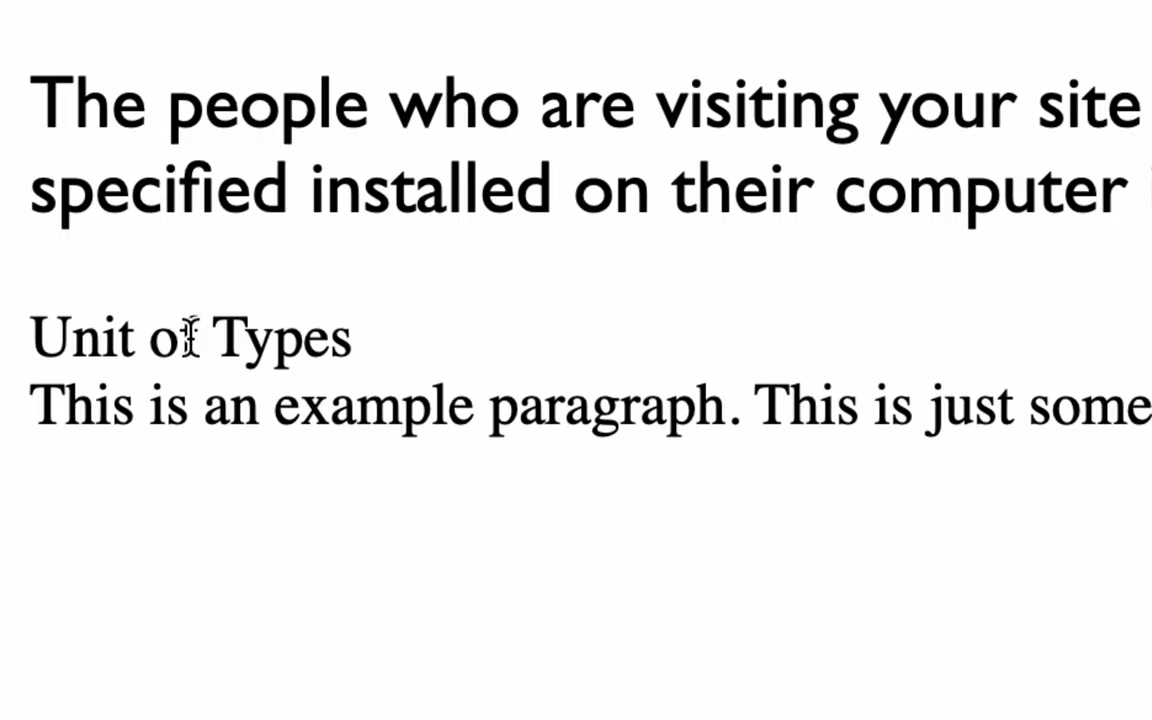 The people who are visiting your site
specified installed on their computer
Unit of Types
This is an example paragraph. This is just some